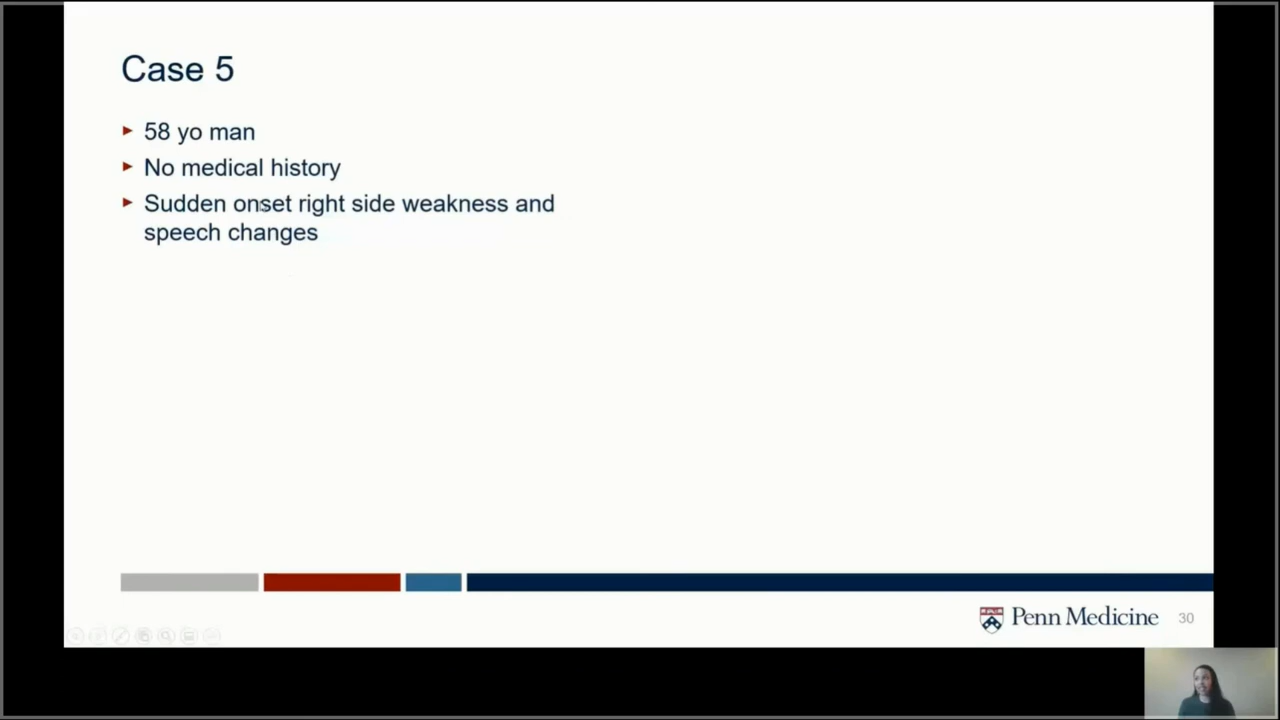 Case 5
58 yo man
No medical history
Sudden onset right side weakness and
speech changes
Penn Medicine
30